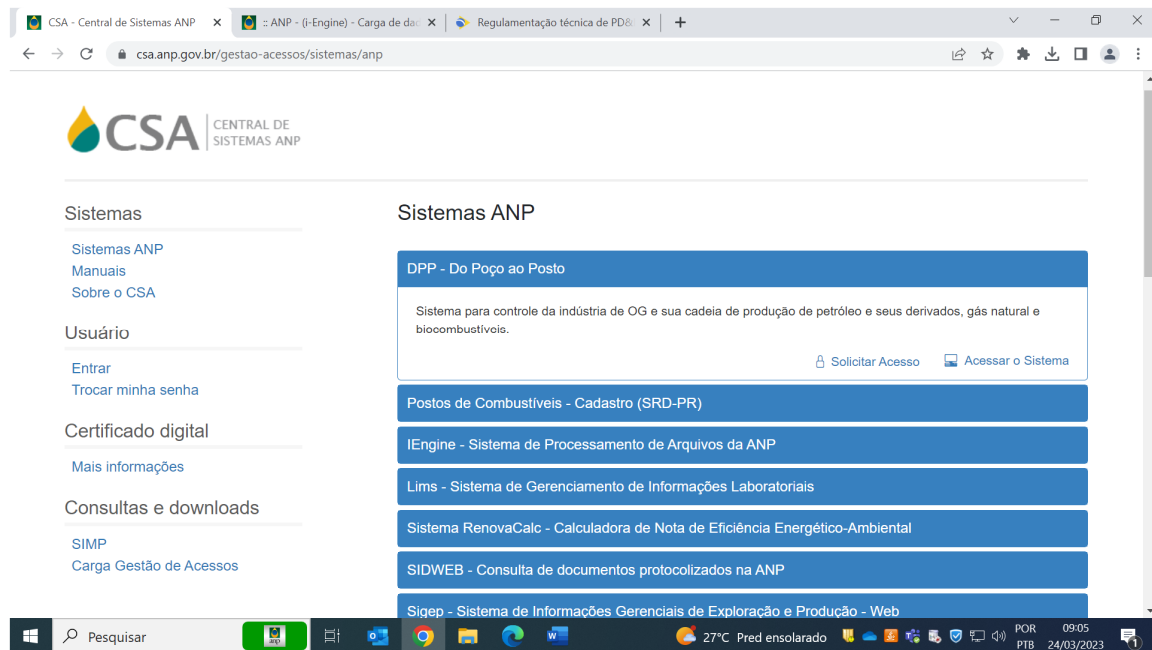 CSA - Central de Sistemas ANP
:: ANP - (i-Engine) - Carga de dad
Regulamentação técnica de PD&
csa.anp.gov.br/gestao-acessos/sistemas/anp
CSA CENTRAL DE SISTEMAS ANP
Sistemas
Sistemas ANP
Manuais
Sobre o CSA
Usuário
Entrar
Trocar minha senha
Certificado digital
Mais informações
Consultas e downloads
SIMP
Carga Gestão de Acessos
Sistemas ANP
DPP - Do Poço ao Posto
Sistema para controle da indústria de OG e sua cadeia de produção de petróleo e seus derivados, gás natural e
biocombustíveis.
Solicitar Acesso Acessar o Sistema
Postos de Combustíveis - Cadastro (SRD-PR)
IEngine - Sistema de Processamento de Arquivos da ANP
Lims - Sistema de Gerenciamento de Informações Laboratoriais
Sistema RenovaCalc - Calculadora de Nota de Eficiência Energético-Ambiental
SIDWEB - Consulta de documentos protocolizados na ANP
Sigep - Sistema de Informações Gerenciais de Exploração e Produção - Web
Pesquisar
anp
27°C Pred ensolarado
POR
PTB
09:05
24/03/2023
1